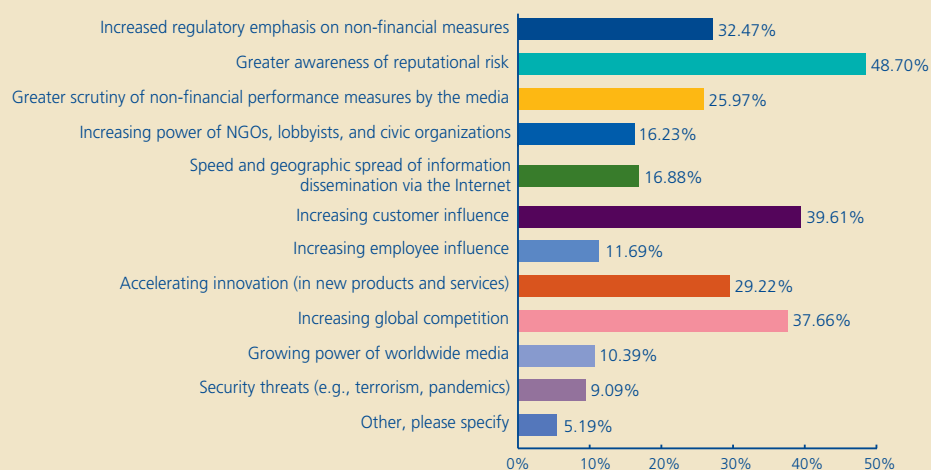 Increased regulatory emphasis on non-financial measures 32.47%
Greater awareness of reputational risk 48.70%
Greater scrutiny of non-financial performance measures by the media 25.97%
Increasing power of NGOs, lobbyists, and civic organizations 16.23%
Speed and geographic spread of information
dissemination via the Internet 16.88%
Increasing customer influence 39.61%
Increasing employee influence 11.69%
Accelerating innovation (in new products and services) 29.22%
Increasing global competition 37.66%
Growing power of worldwide media 10.39%
Security threats (e.g., terrorism, pandemics) 9.09%
Other, please specify 5.19%
0% 10% 20% 30% 40% 50%